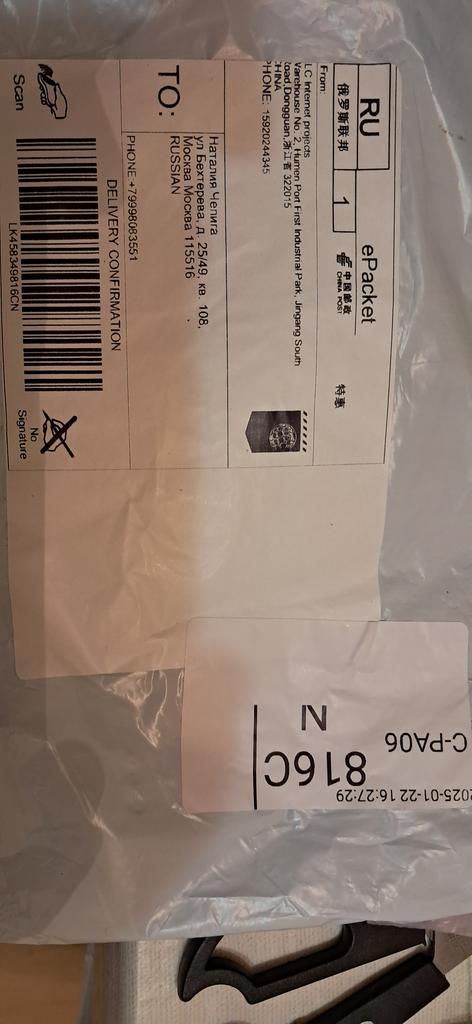 RU
俄罗斯联邦
1
ePacket
中国邮政
CHINA POST
特惠
From:
LC Internet projects
Warehouse No. 2, Humen Port First Industrial Park, Jingang South
Road,Dongguan,浙江省 322015
CHINA
PHONE: 15920244345
TO:
Наталия Чепига
ул Бехтерева, д. 25/49, кв. 108,
Москва Москва 115516
RUSSIAN
PHONE:+79998083551
DELIVERY CONFIRMATION
Scan
LK458349816CN
No
Signature
2025-01-22 16:27:29
816C
C-PA06
N